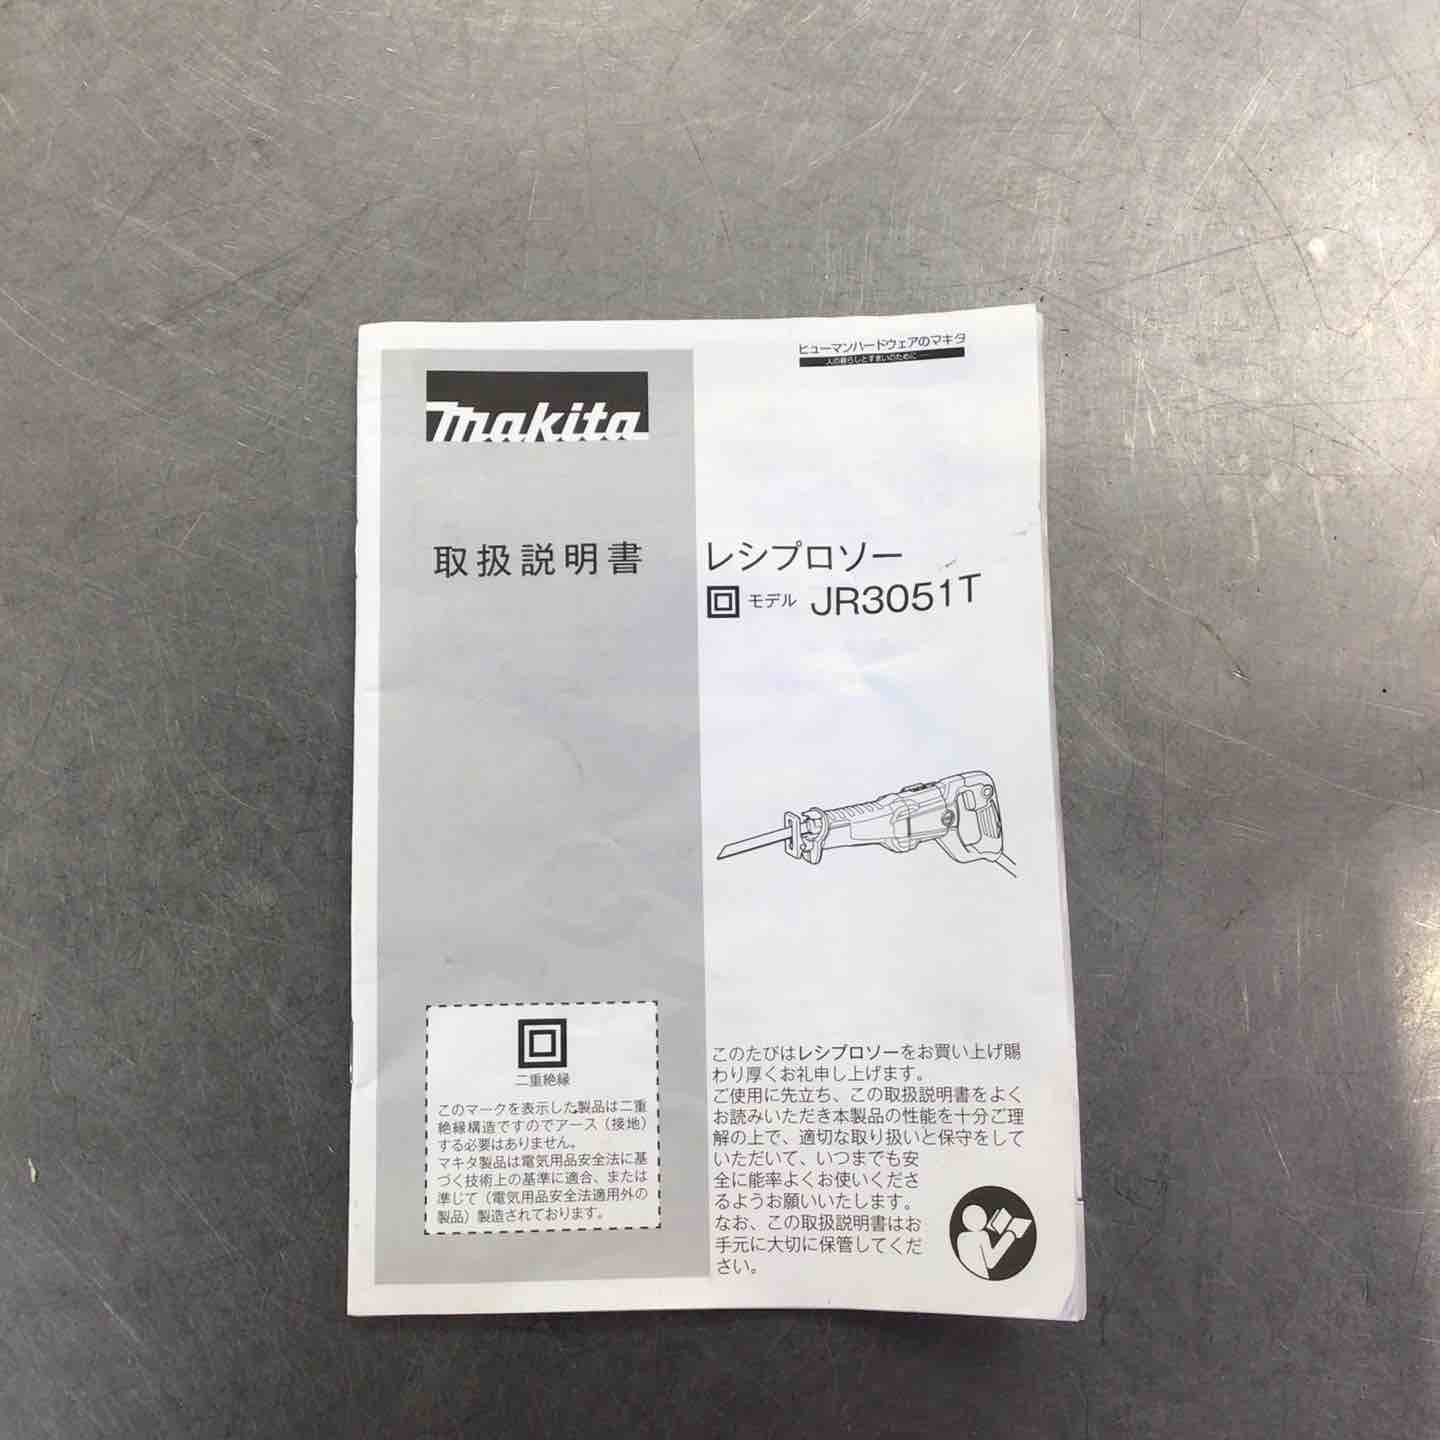 ヒューマンハードウェアのマキタ
人の暮らしとすまいのために
makita
取扱説明書
レシプロソー
モデル JR3051T
二重絶縁
このマークを表示した製品は二重
絶縁構造ですのでアース（接地）
する必要はありません。
マキタ製品は電気用品安全法に基
づく技術上の基準に適合、または
準じて（電気用品安全法適用外の
製品）製造されております。
このたびはレシプロソーをお買い上げ賜
わり厚くお礼申し上げます。
ご使用に先立ち、この取扱説明書をよく
お読みいただき本製品の性能を十分ご理
解の上で、適切な取り扱いと保守をして
いただいて、いつまでも安
全に能率よくお使いくださ
るようお願いいたします。
なお、この取扱説明書はお
手元に大切に保管してくだ
さい。